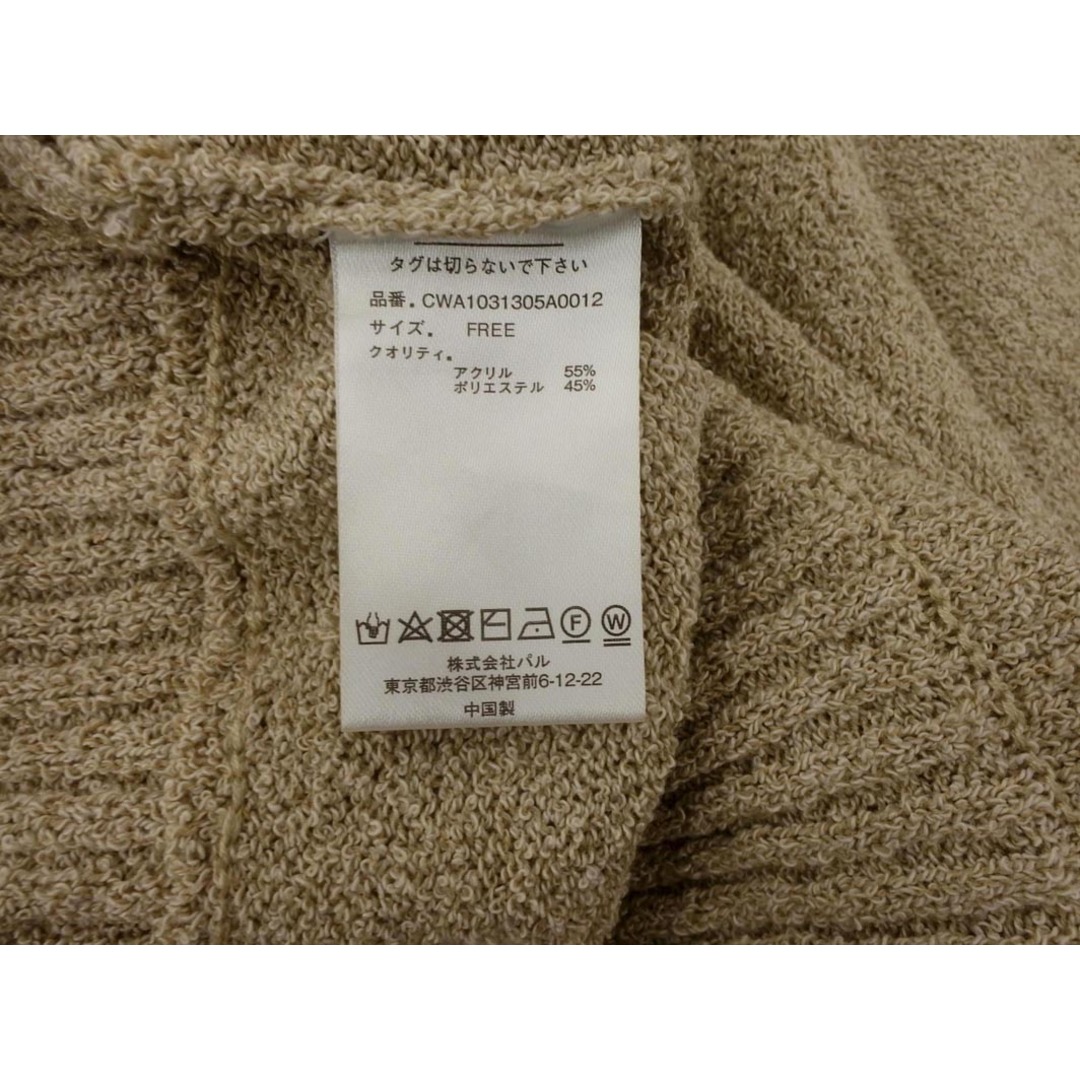 タグは切らないで下さい
品番. CWA1031305A0012
サイズ. FREE
クオリティ.
アクリル 55%
ポリエステル 45%
F W
株式会社パル
東京都渋谷区神宮前6-12-22
中国製